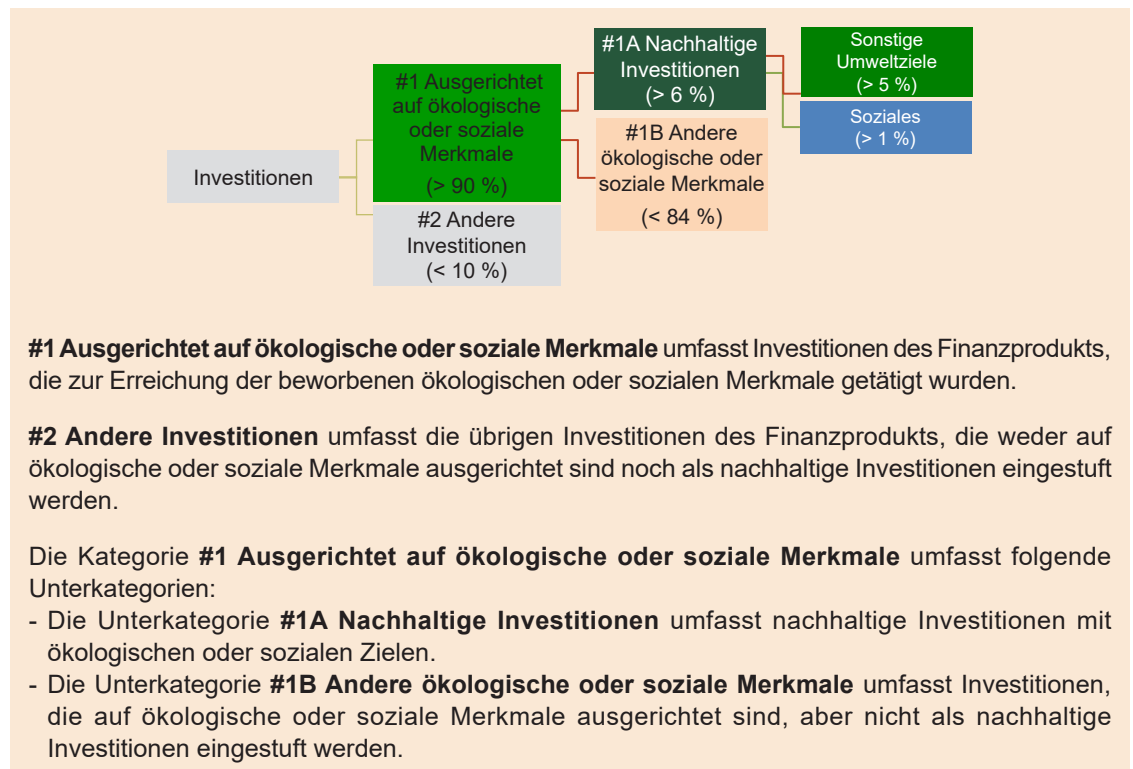 Investitionen
#1 Ausgerichtet
auf ökologische
oder soziale
Merkmale
(> 90 %)
#2 Andere
Investitionen
(< 10 %)
#1A Nachhaltige
Investitionen
(> 6 %)
#1B Andere
ökologische oder
soziale Merkmale
(< 84 %)
Sonstige
Umweltziele
(> 5 %)
Soziales
(> 1 %)
#1 Ausgerichtet auf ökologische oder soziale Merkmale umfasst Investitionen des Finanzprodukts,
die zur Erreichung der beworbenen ökologischen oder sozialen Merkmale getätigt wurden.
#2 Andere Investitionen umfasst die übrigen Investitionen des Finanzprodukts, die weder auf
ökologische oder soziale Merkmale ausgerichtet sind noch als nachhaltige Investitionen eingestuft
werden.
Die Kategorie #1 Ausgerichtet auf ökologische oder soziale Merkmale umfasst folgende
Unterkategorien:
- Die Unterkategorie #1A Nachhaltige Investitionen umfasst nachhaltige Investitionen mit
ökologischen oder sozialen Zielen.
- Die Unterkategorie #1B Andere ökologische oder soziale Merkmale umfasst Investitionen,
die auf ökologische oder soziale Merkmale ausgerichtet sind, aber nicht als nachhaltige
Investitionen eingestuft werden.